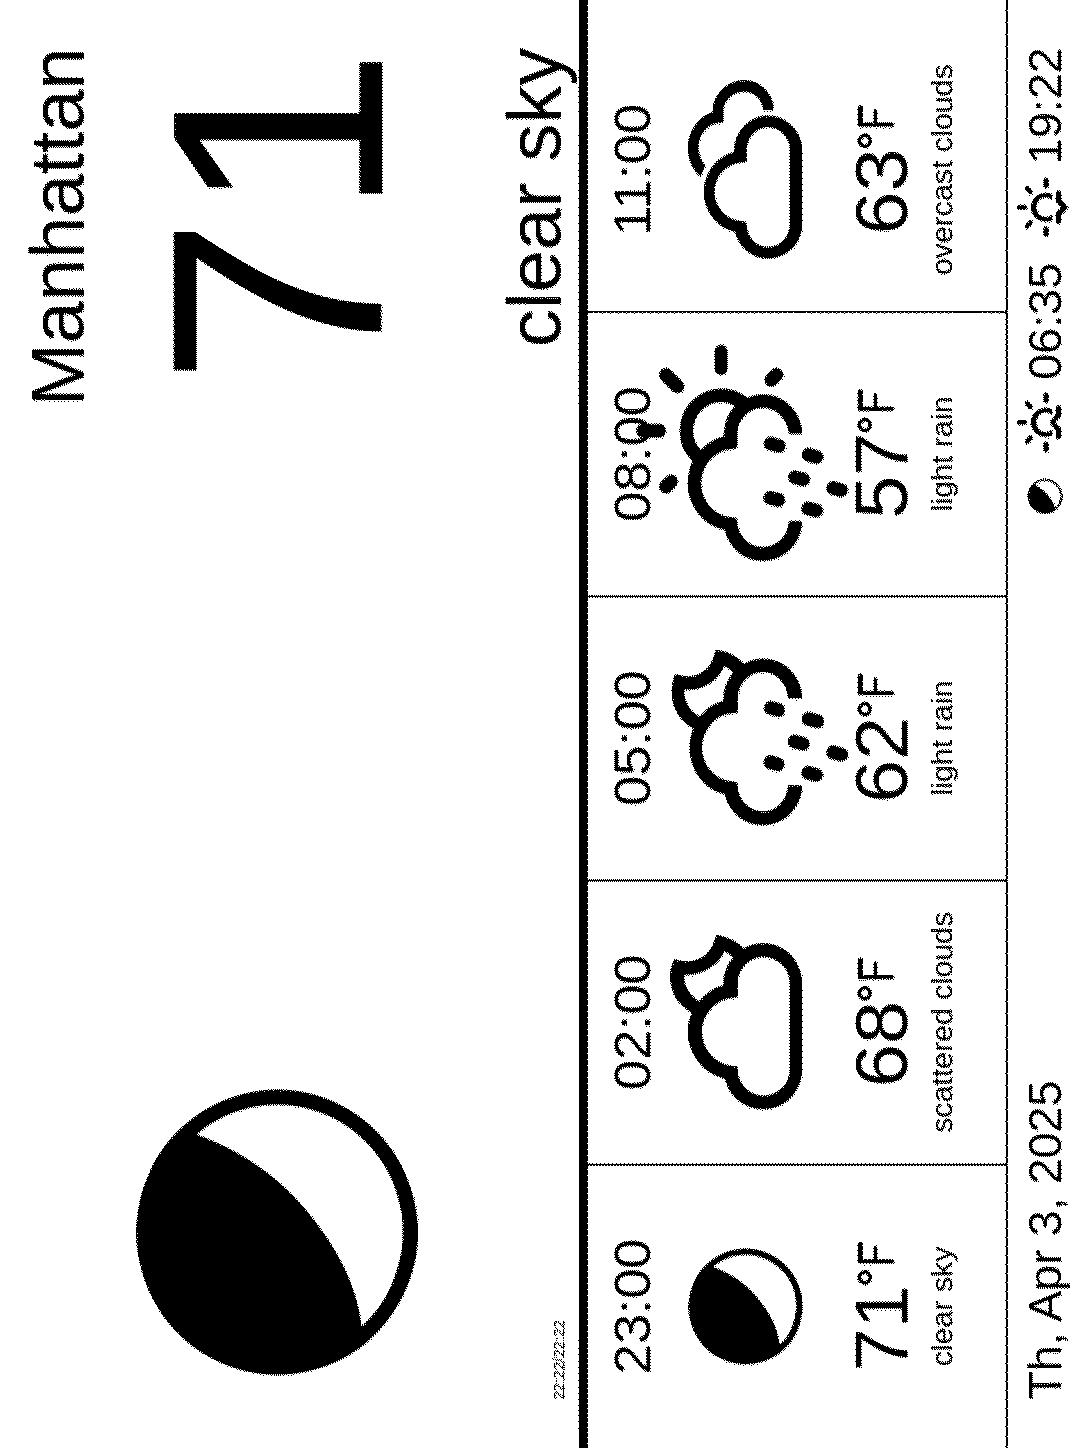 Manhattan
71
clear sky
22:22/22:22
23:00
71°F
clear sky
02:00
68°F
scattered clouds
05:00
62°F
light rain
08:00
57°F
light rain
11:00
63°F
overcast clouds
Th, Apr 3, 2025
06:35 19:22